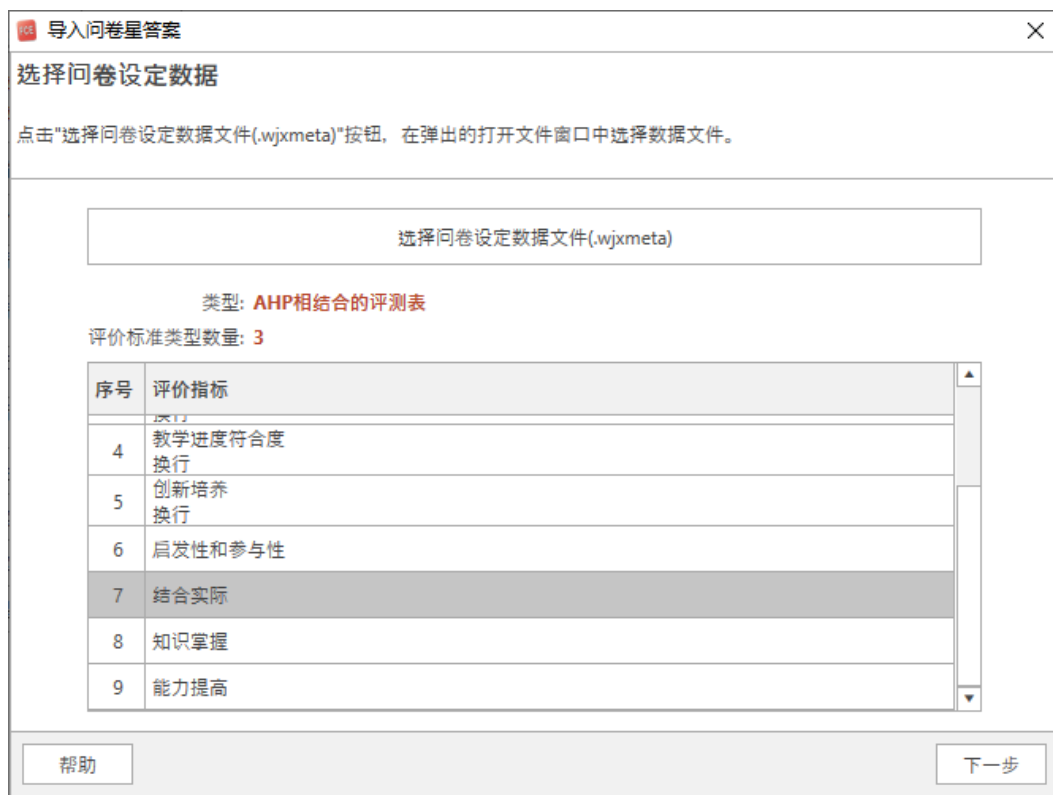 导入问卷星答案
选择问卷设定数据
点击"选择问卷设定数据文件(.wjxmeta)"按钮，在弹出的打开文件窗口中选择数据文件。
选择问卷设定数据文件(.wjxmeta)
类型: AHP相结合的评测表
评价标准类型数量: 3
序号 评价指标
换行
4 教学进度符合度
换行
5 创新培养
换行
6 启发性和参与性
7 结合实际
8 知识掌握
9 能力提高
帮助 下一步